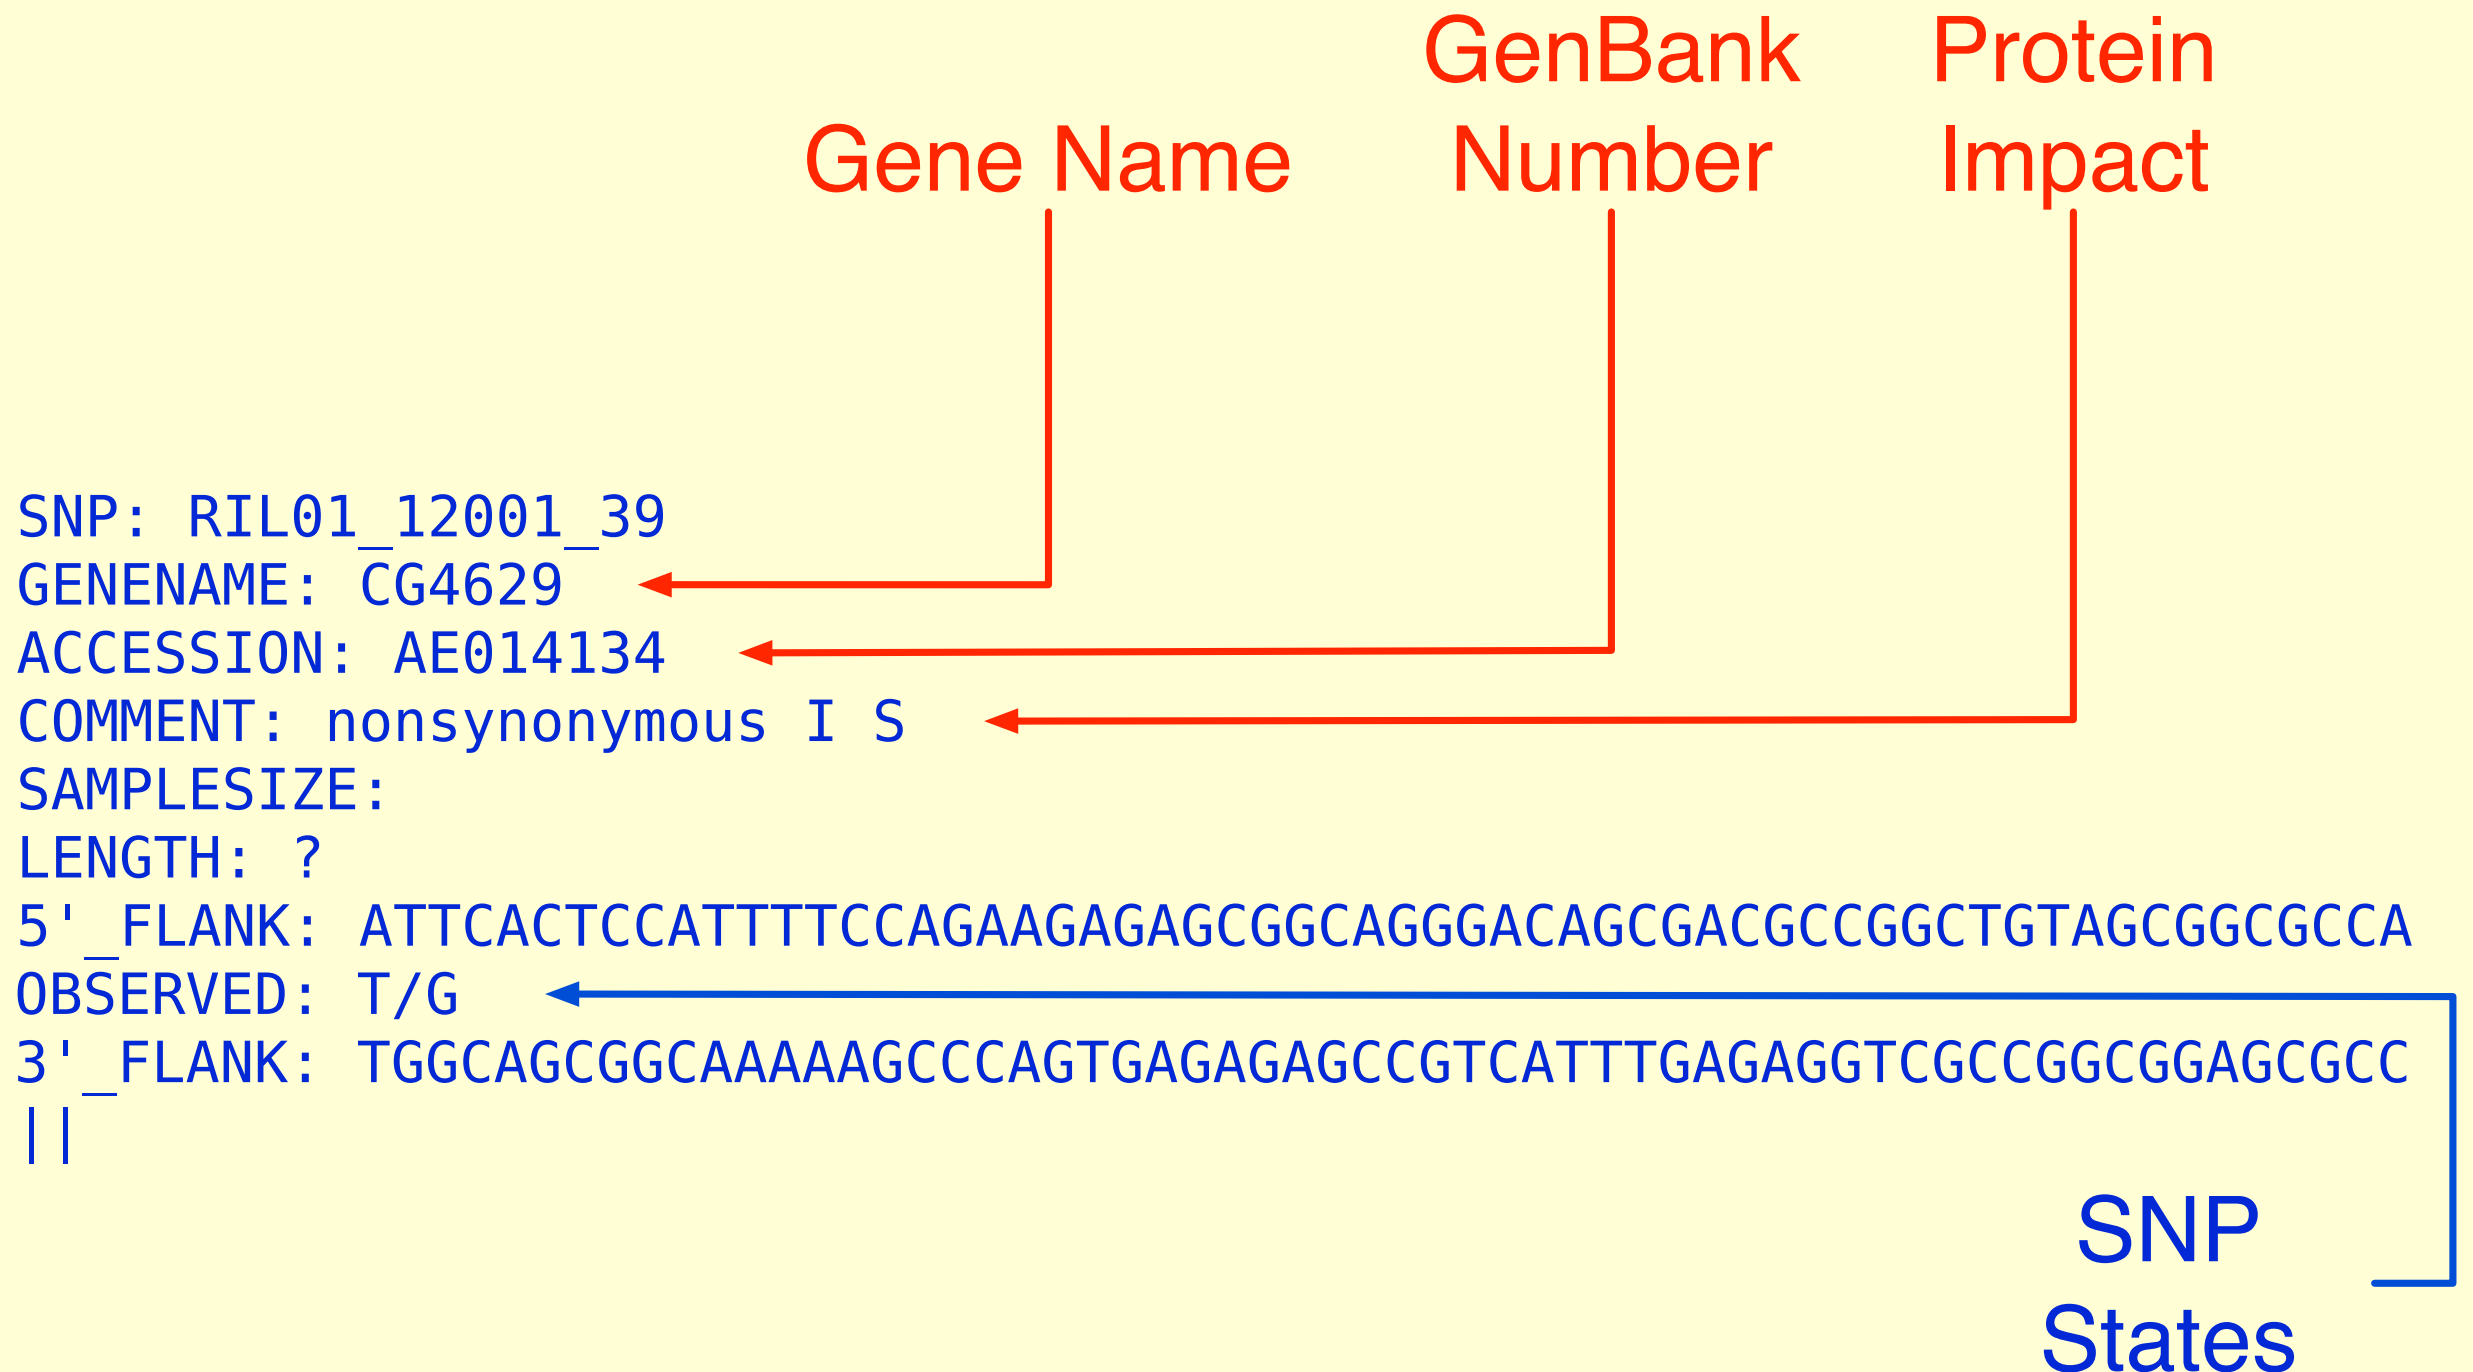 GenBank Protein
Gene Name Number Impact
SNP: RIL01_12001_39
GENENAME: CG4629
ACCESSION: AE014134
COMMENT: nonsynonymous I S
SAMPLESIZE:
LENGTH: ?
5'_FLANK: ATTCACTCCATTTTCCAGAAGAGAGCGGCAGGGACAGCGACGCCGGCTGTAGCGGCGCCA
OBSERVED: T/G
3'_FLANK: TGGCAGCGGCAAAAAGCCCAGTGAGAGAGCCGTCATTTGAGAGGTCGCCGGCGGAGCGCC
||
SNP
States